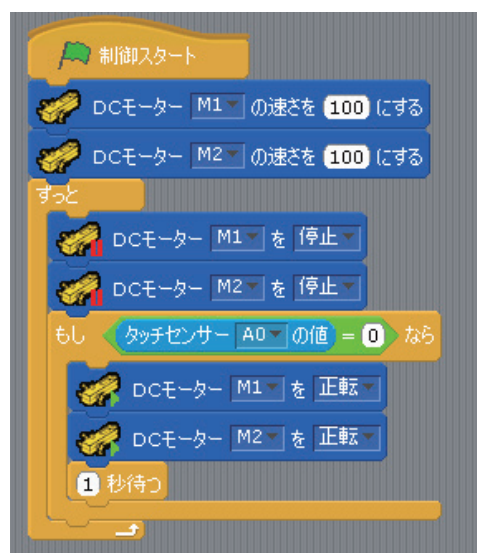 制御スタート
DCモーター M1 の速さを 100 にする
DCモーター M2 の速さを 100 にする
ずっと
DCモーター M1 を 停止
DCモーター M2 を 停止
もし タッチセンサー A0 の値 = 0 なら
DCモーター M1 を 正転
DCモーター M2 を 正転
1 秒待つ